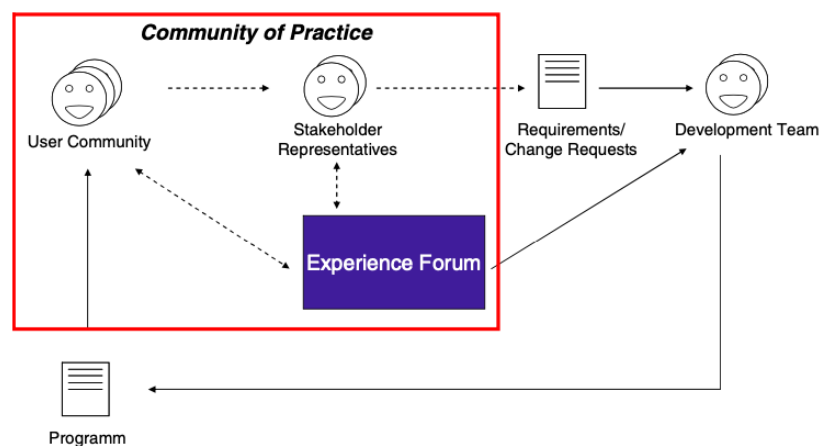 Community of Practice
User Community
Stakeholder
Representatives
Requirements/
Change Requests
Development Team
Experience Forum
Programm